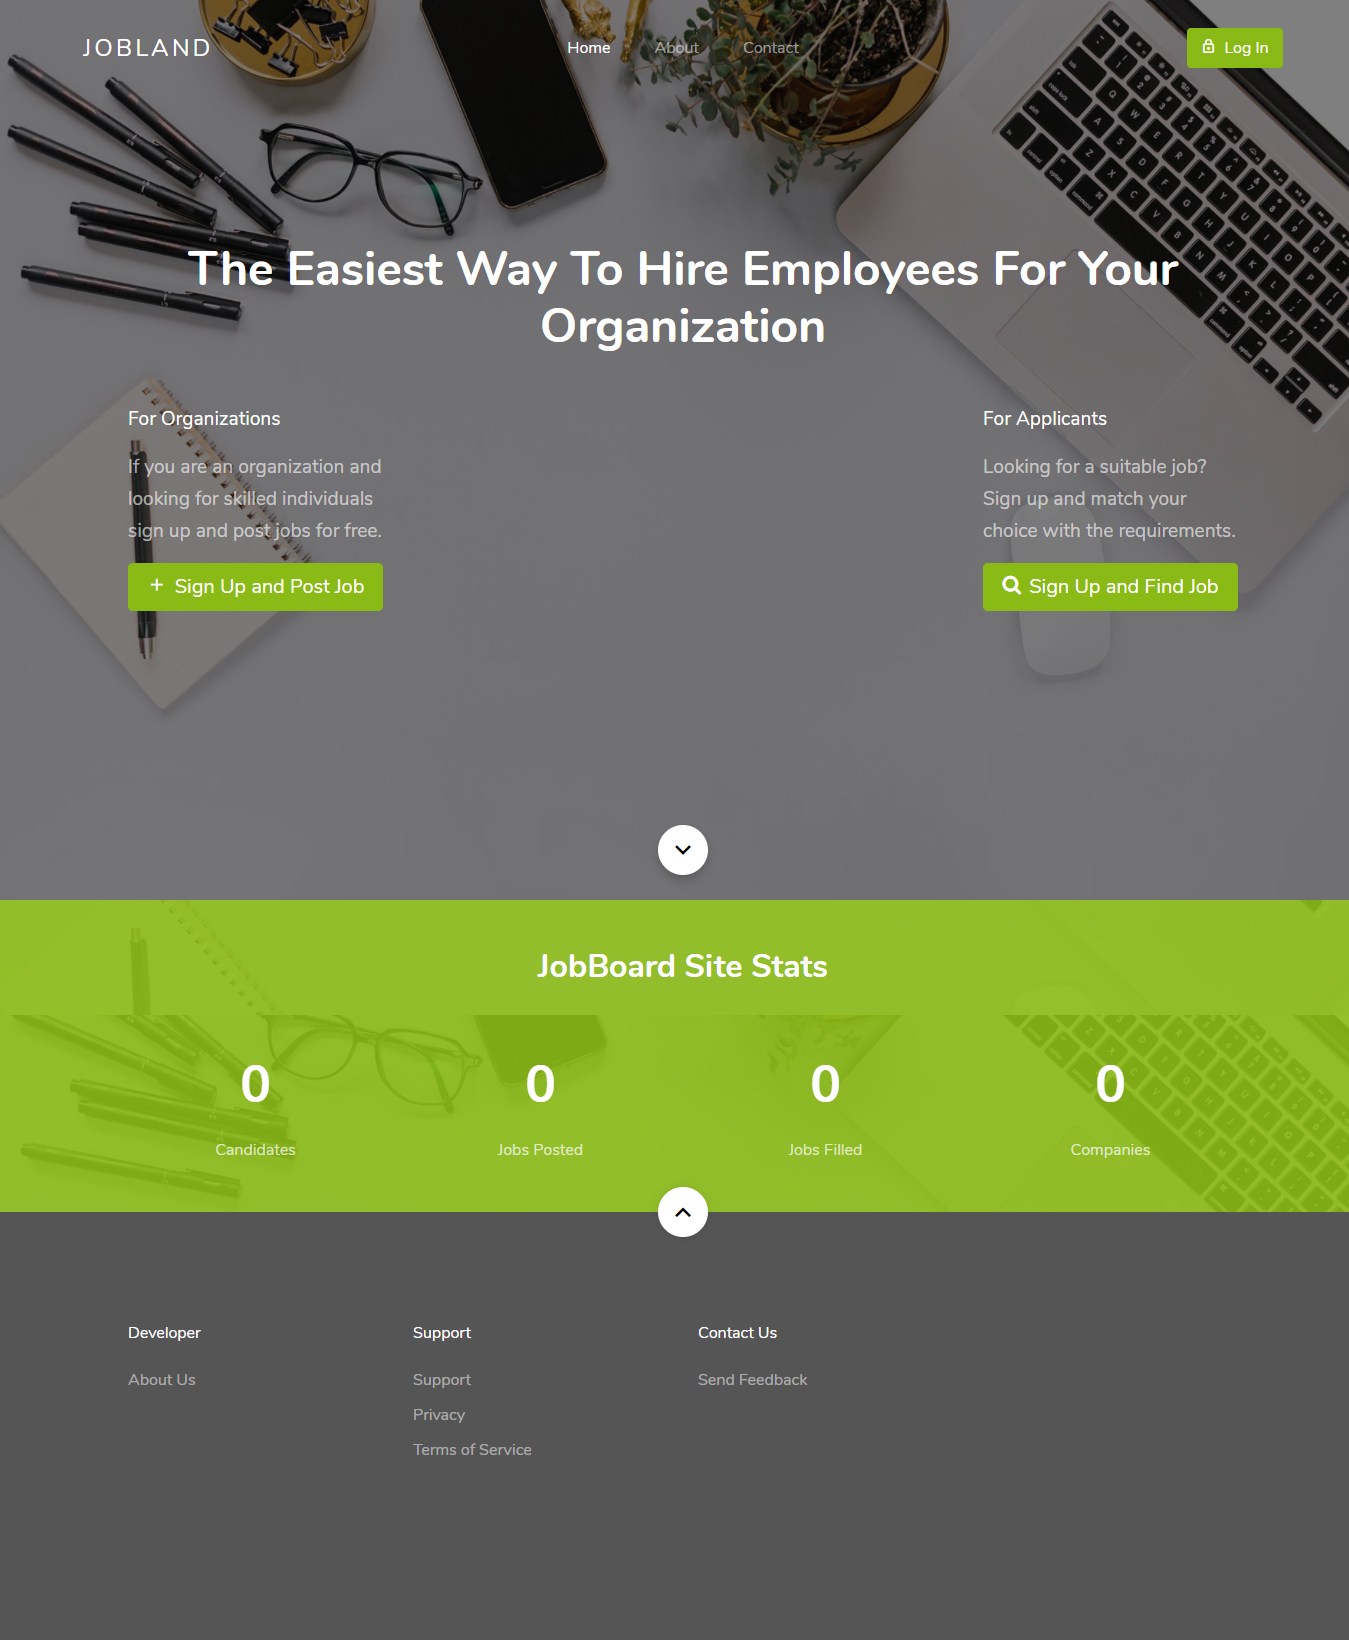 JOBLAND
Home About Contact
Log In
The Easiest Way To Hire Employees For Your
Organization
For Organizations
If you are an organization and
looking for skilled individuals
sign up and post jobs for free.
Sign Up and Post Job
For Applicants
Looking for a suitable job?
Sign up and match your
choice with the requirements.
Sign Up and Find Job
JobBoard Site Stats
0
Candidates
0
Jobs Posted
0
Jobs Filled
0
Companies
Developer
About Us
Support
Support
Privacy
Terms of Service
Contact Us
Send Feedback